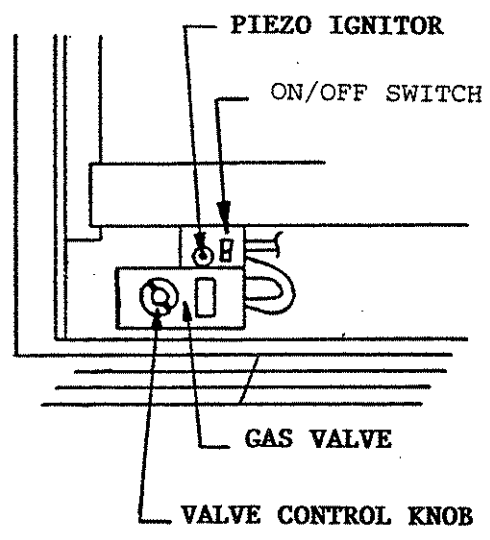 PIEZO IGNITOR
ON/OFF SWITCH
GAS VALVE
VALVE CONTROL KNOB